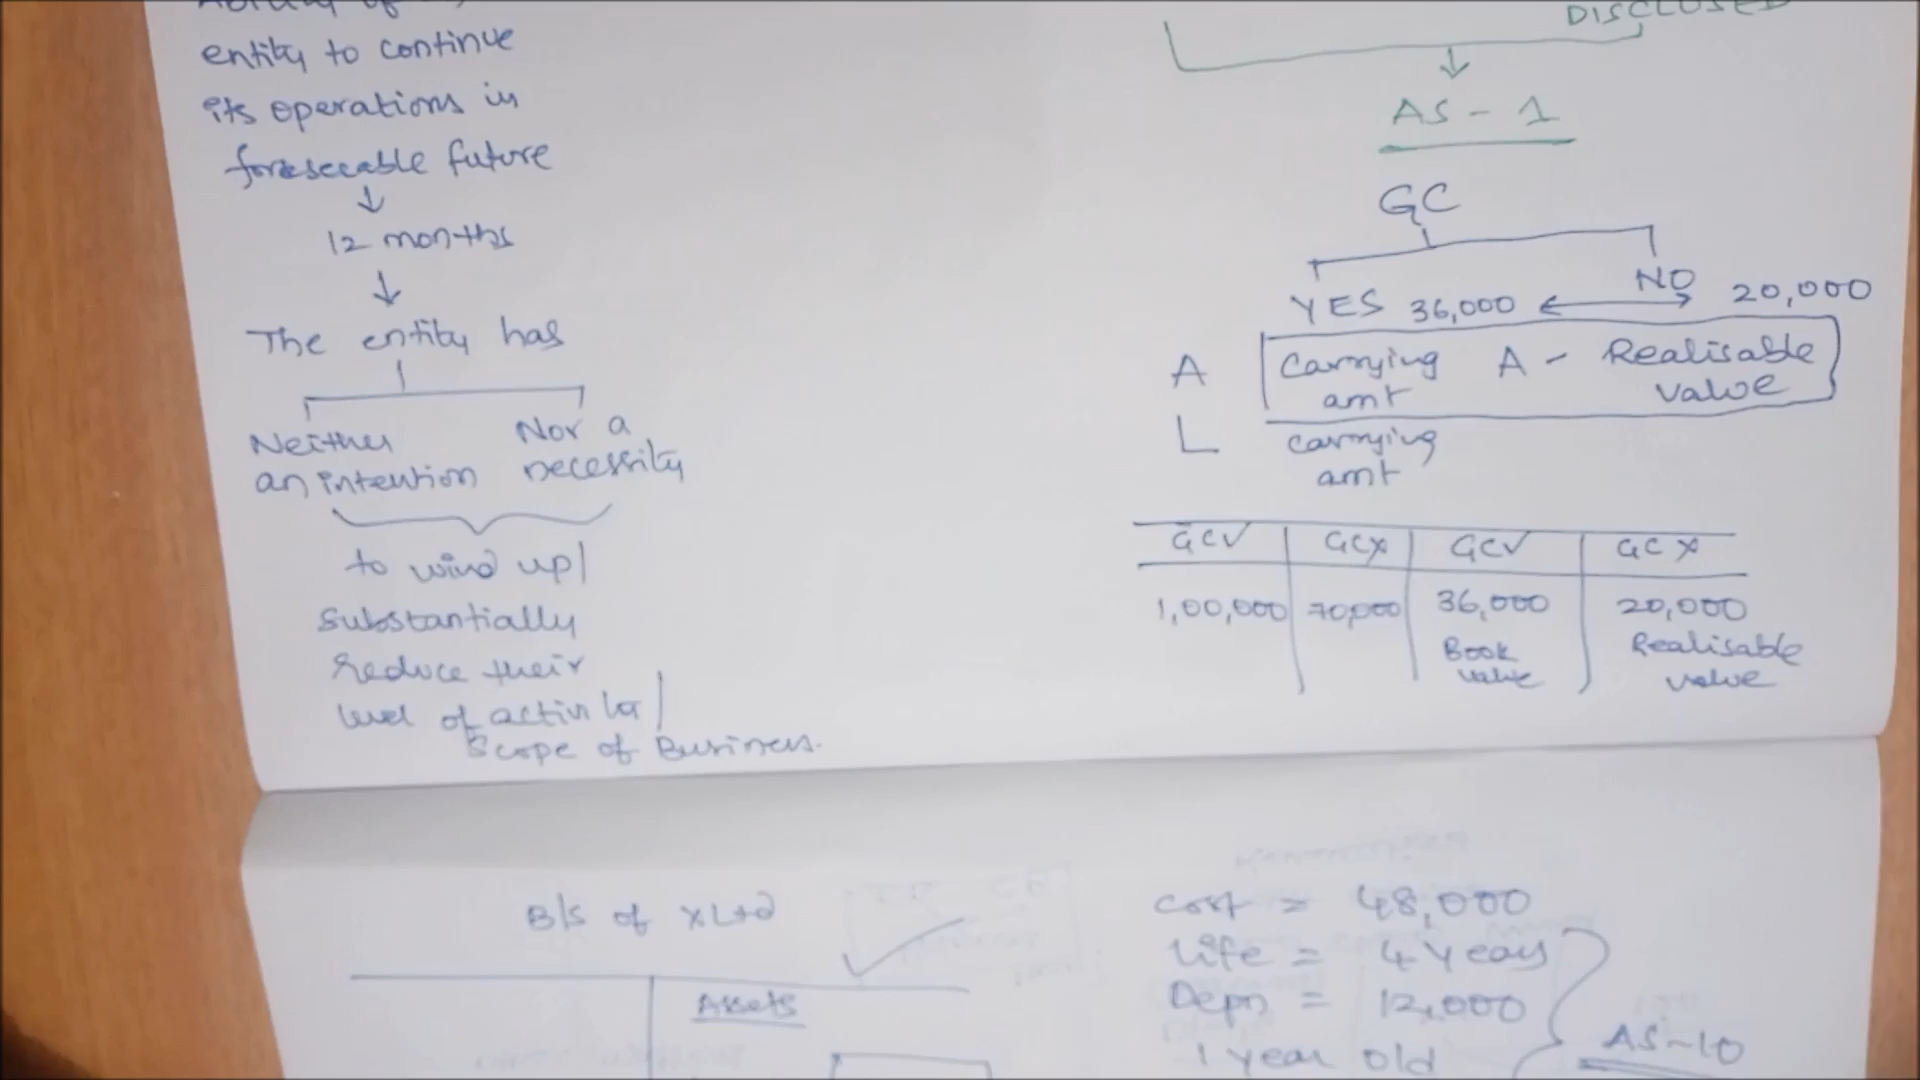 entity to continue
its operations in
foreseeable future
↓
12 months
↓
The entity has
Neither Nor a
an intention necessity
to wind up/
substantially
reduce their
level of activity/
Scope of Business.
DISCLOSED
↓
AS - 1
GC
YES 36,000 ↔ NO 20,000
A Carrying amt A - Realisable value
L carrying amt
GC✓ GCX GC✓ GCX
1,00,000 70,000 36,000 20,000
Book value Realisable value
B/S of X Ltd
Assets
Cost = 48,000
Life = 4 years
Depn = 12,000
1 year old
AS-10